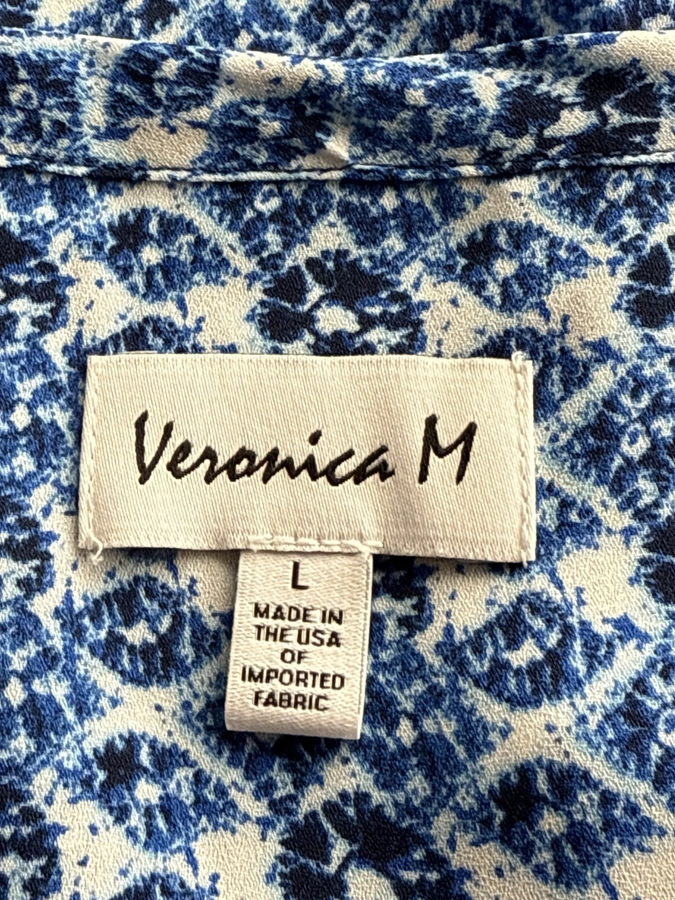 Veronica M
L
MADE IN
THE USA
OF
IMPORTED
FABRIC